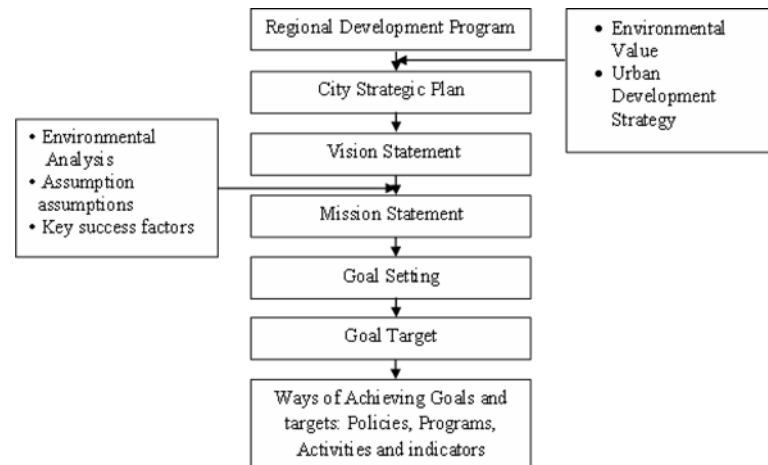 Regional Development Program
• Environmental
Value
• Urban
Development
Strategy
City Strategic Plan
• Environmental
Analysis
• Assumption
assumptions
• Key success factors
Vision Statement
Mission Statement
Goal Setting
Goal Target
Ways of Achieving Goals and
targets: Policies, Programs,
Activities and indicators